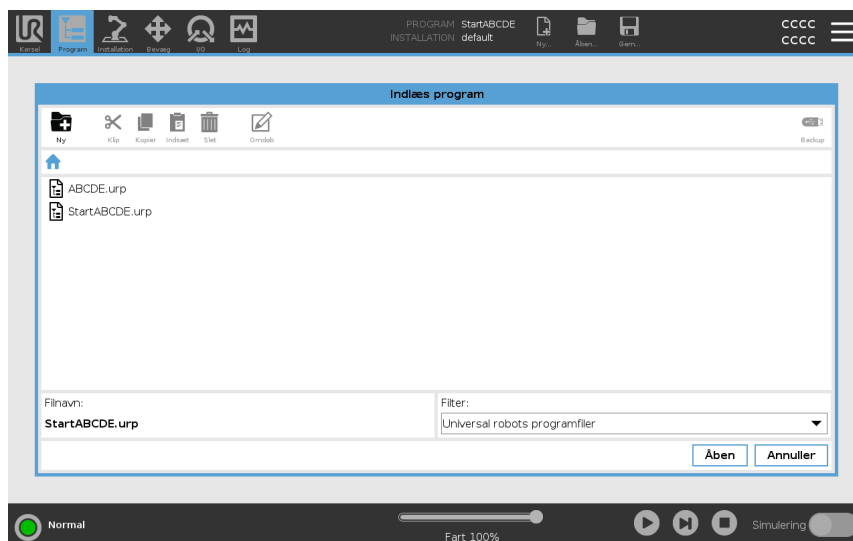 UR
Kørsel
Program
Installation
Bevæg
I/O
Log
PROGRAM StartABCDE
INSTALLATION default
Ny...
Åben...
Gem...
CCCC
CCCC
Indlæs program
Ny
Klip
Kopier
Indsæt
Slet
Omdøb
Backup
ABCDE.urp
StartABCDE.urp
Filnavn:
StartABCDE.urp
Filter:
Universal robots programfiler
Åben
Annuller
Normal
Fart 100%
Simulering